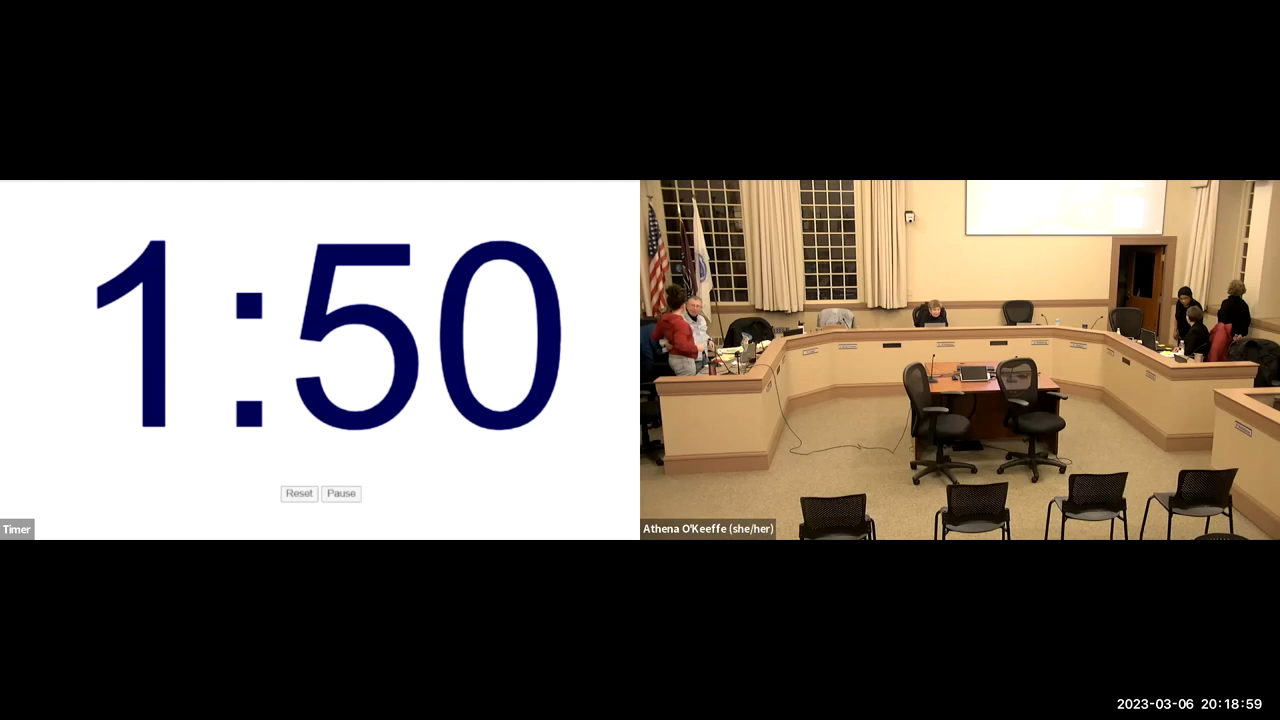 1:50
Reset Pause
Timer
Athena O'Keeffe (she/her)
2023-03-06 20:18:59